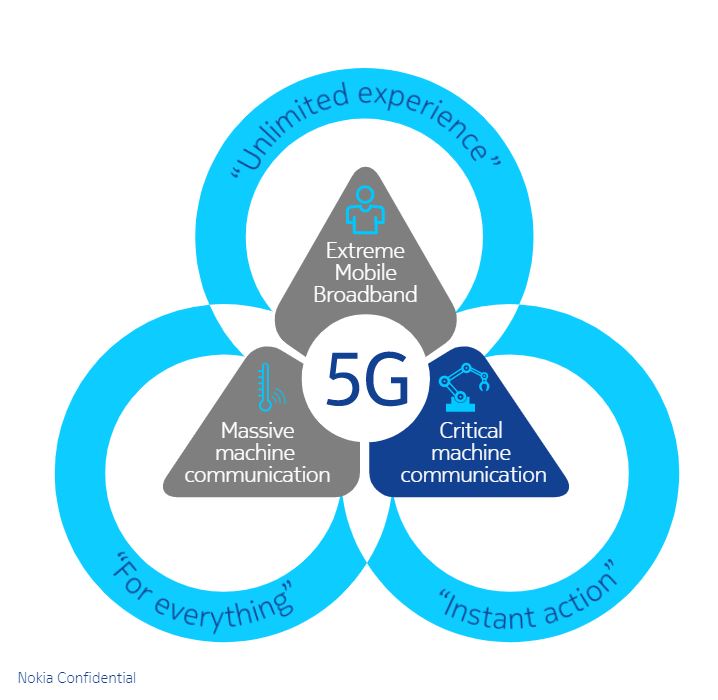 “Unlimited experience”
Extreme
Mobile
Broadband
5G
Massive
machine
communication
Critical
machine
communication
“For everything”
“Instant action”
Nokia Confidential